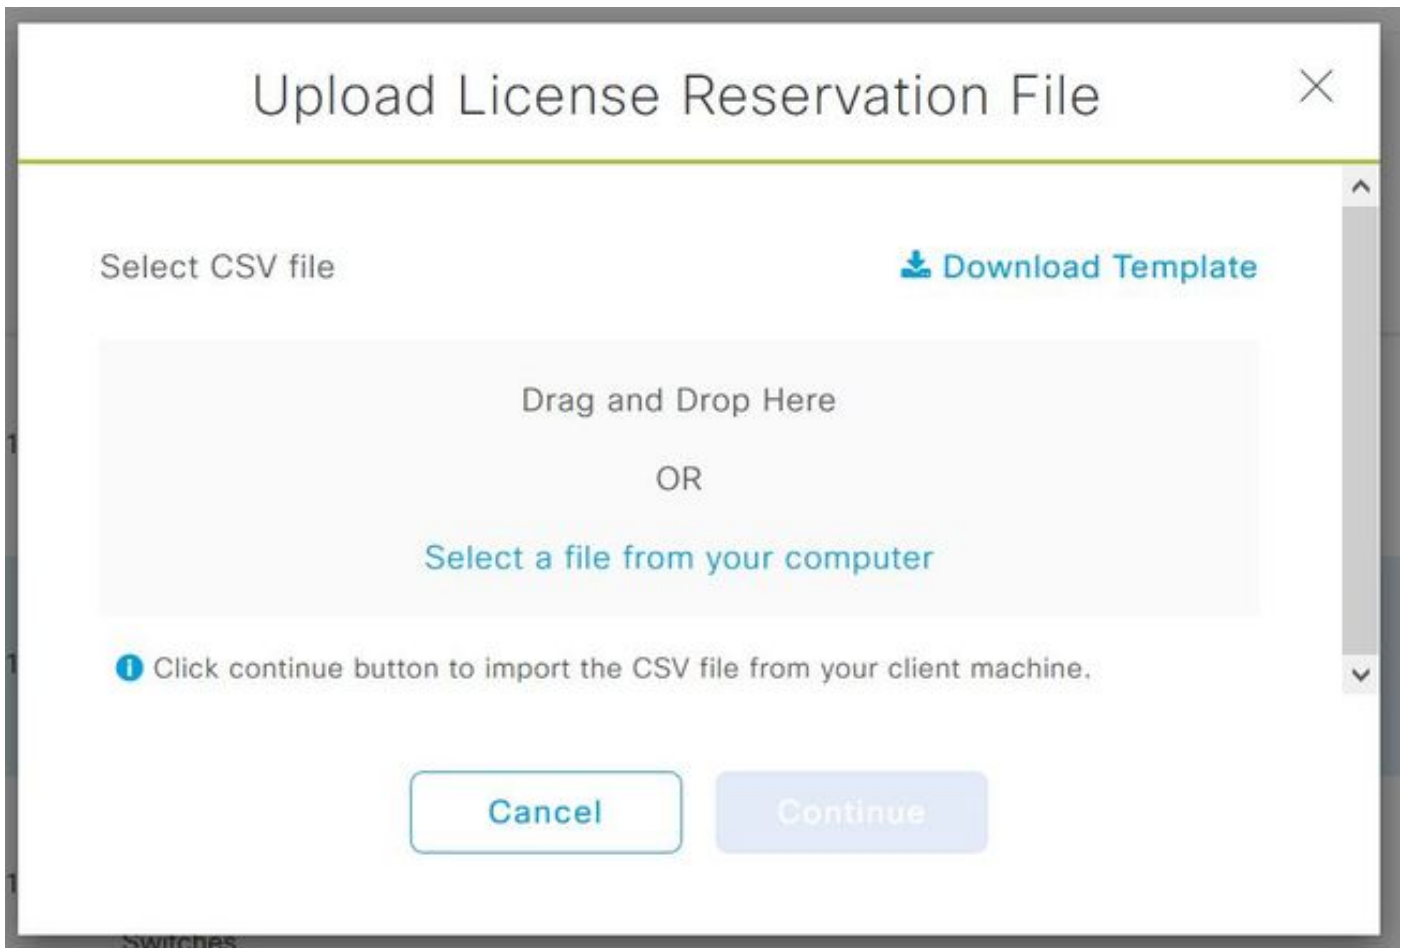 Upload License Reservation File
Select CSV file
Download Template
Drag and Drop Here
OR
Select a file from your computer
Click continue button to import the CSV file from your client machine.
Cancel
Continue
Switches